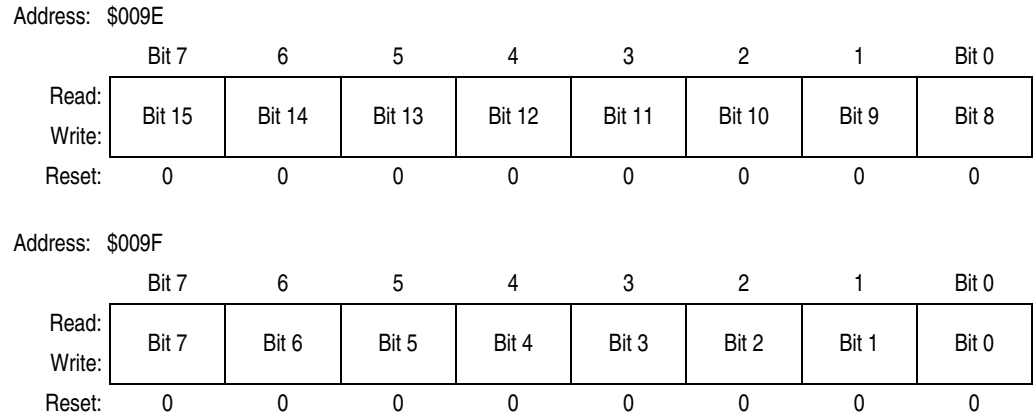 Address: $009E
Bit 7 6 5 4 3 2 1 Bit 0
Read:
Bit 15 Bit 14 Bit 13 Bit 12 Bit 11 Bit 10 Bit 9 Bit 8
Write:
Reset: 0 0 0 0 0 0 0 0
Address: $009F
Bit 7 6 5 4 3 2 1 Bit 0
Read:
Bit 7 Bit 6 Bit 5 Bit 4 Bit 3 Bit 2 Bit 1 Bit 0
Write:
Reset: 0 0 0 0 0 0 0 0